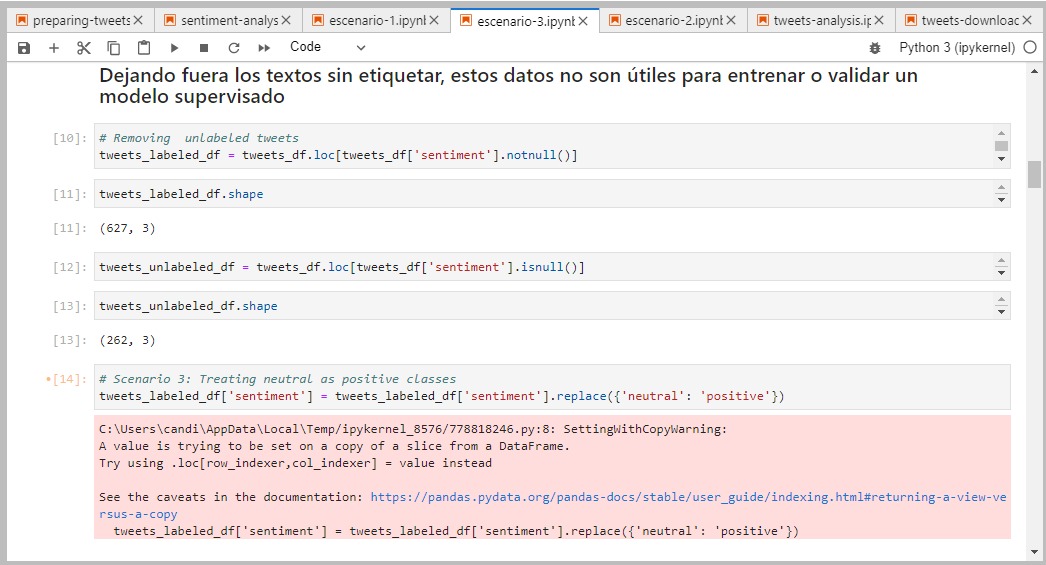 preparing-tweets
sentiment-analys
escenario-1.ipynl
escenario-3.ipynl
escenario-2.ipynl
tweets-analysis.ip
tweets-downloac
Code
Python 3 (ipykernel)
Dejando fuera los textos sin etiquetar, estos datos no son útiles para entrenar o validar un
modelo supervisado
[10]: # Removing  unlabeled tweets
tweets_labeled_df = tweets_df.loc[tweets_df['sentiment'].notnull()]
[11]: tweets_labeled_df.shape
[11]: (627, 3)
[12]: tweets_unlabeled_df = tweets_df.loc[tweets_df['sentiment'].isnull()]
[13]: tweets_unlabeled_df.shape
[13]: (262, 3)
•[14]: # Scenario 3: Treating neutral as positive classes
tweets_labeled_df['sentiment'] = tweets_labeled_df['sentiment'].replace({'neutral': 'positive'})
C:\Users\candi\AppData\Local\Temp/ipykernel_8576/778818246.py:8: SettingWithCopyWarning:
A value is trying to be set on a copy of a slice from a DataFrame.
Try using .loc[row_indexer,col_indexer] = value instead
See the caveats in the documentation: https://pandas.pydata.org/pandas-docs/stable/user_guide/indexing.html#returning-a-view-ve
rsus-a-copy
tweets_labeled_df['sentiment'] = tweets_labeled_df['sentiment'].replace({'neutral': 'positive'})